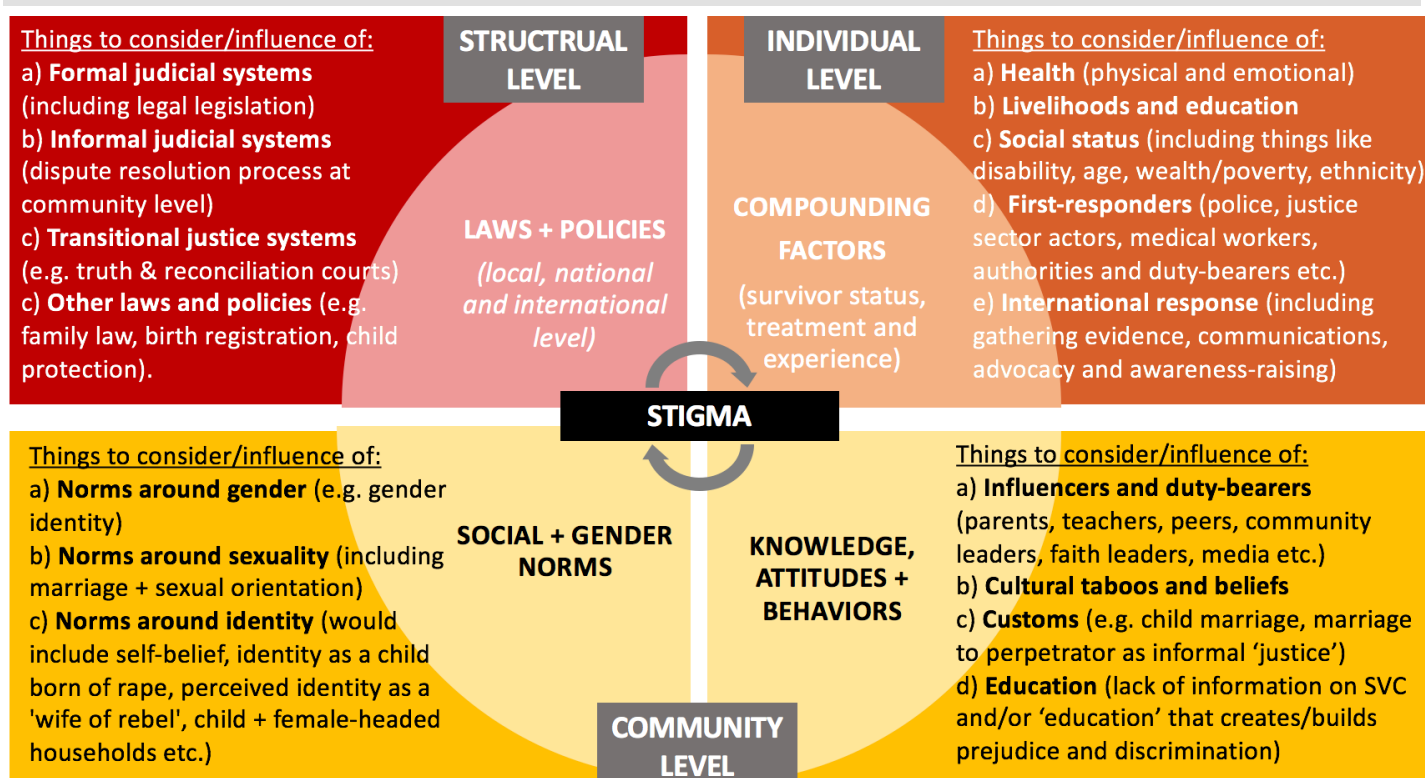 Things to consider/influence of:
a) Formal judicial systems
(including legal legislation)
b) Informal judicial systems
(dispute resolution process at
community level)
c) Transitional justice systems
(e.g. truth & reconciliation courts)
c) Other laws and policies (e.g.
family law, birth registration, child
protection).
STRUCTRUAL
LEVEL
LAWS + POLICIES
(local, national
and international
level)
INDIVIDUAL
LEVEL
COMPOUNDING
FACTORS
(survivor status,
treatment and
experience)
Things to consider/influence of:
a) Health (physical and emotional)
b) Livelihoods and education
c) Social status (including things like
disability, age, wealth/poverty, ethnicity)
d) First-responders (police, justice
sector actors, medical workers,
authorities and duty-bearers etc.)
e) International response (including
gathering evidence, communications,
advocacy and awareness-raising)
STIGMA
Things to consider/influence of:
a) Norms around gender (e.g. gender
identity)
b) Norms around sexuality (including
marriage + sexual orientation)
c) Norms around identity (would
include self-belief, identity as a child
born of rape, perceived identity as a
'wife of rebel', child + female-headed
households etc.)
SOCIAL + GENDER
NORMS
KNOWLEDGE,
ATTITUDES +
BEHAVIORS
Things to consider/influence of:
a) Influencers and duty-bearers
(parents, teachers, peers, community
leaders, faith leaders, media etc.)
b) Cultural taboos and beliefs
c) Customs (e.g. child marriage, marriage
to perpetrator as informal ‘justice’)
d) Education (lack of information on SVC
and/or ‘education’ that creates/builds
prejudice and discrimination)
COMMUNITY
LEVEL